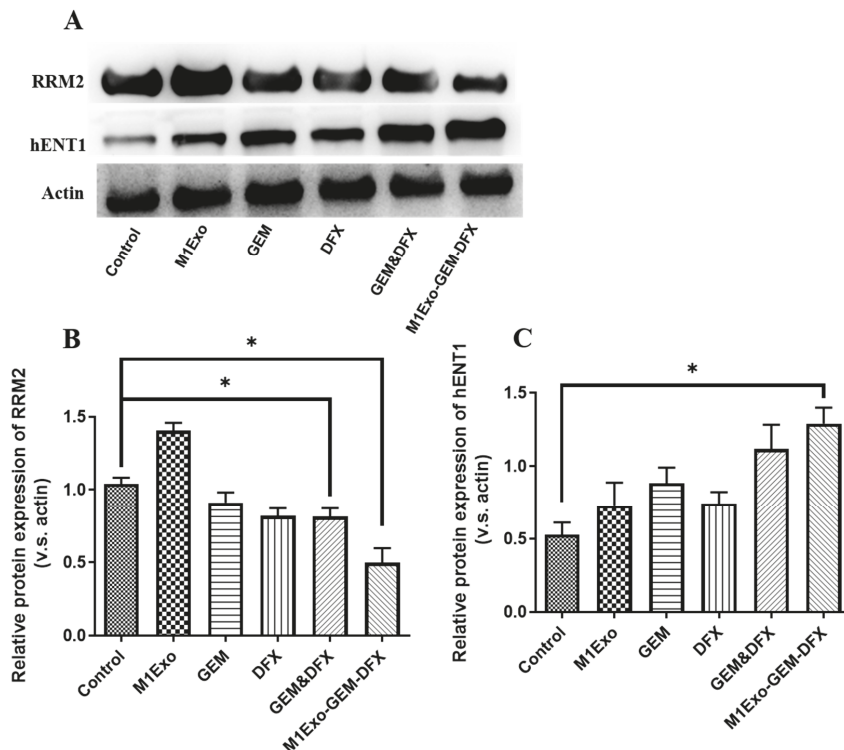 A
RRM2
hENT1
Actin
Control
M1Exo
GEM
DFX
GEM&DFX
M1Exo-GEM-DFX
B
Relative protein expression of RRM2
(v.s. actin)
1.5
1.0
0.5
0.0
*
*
Control
M1Exo
GEM
DFX
GEM&DFX
M1Exo-GEM-DFX
C
Relative protein expression of hENT1
(v.s. actin)
1.5
1.0
0.5
0.0
*
Control
M1Exo
GEM
DFX
GEM&DFX
M1Exo-GEM-DFX